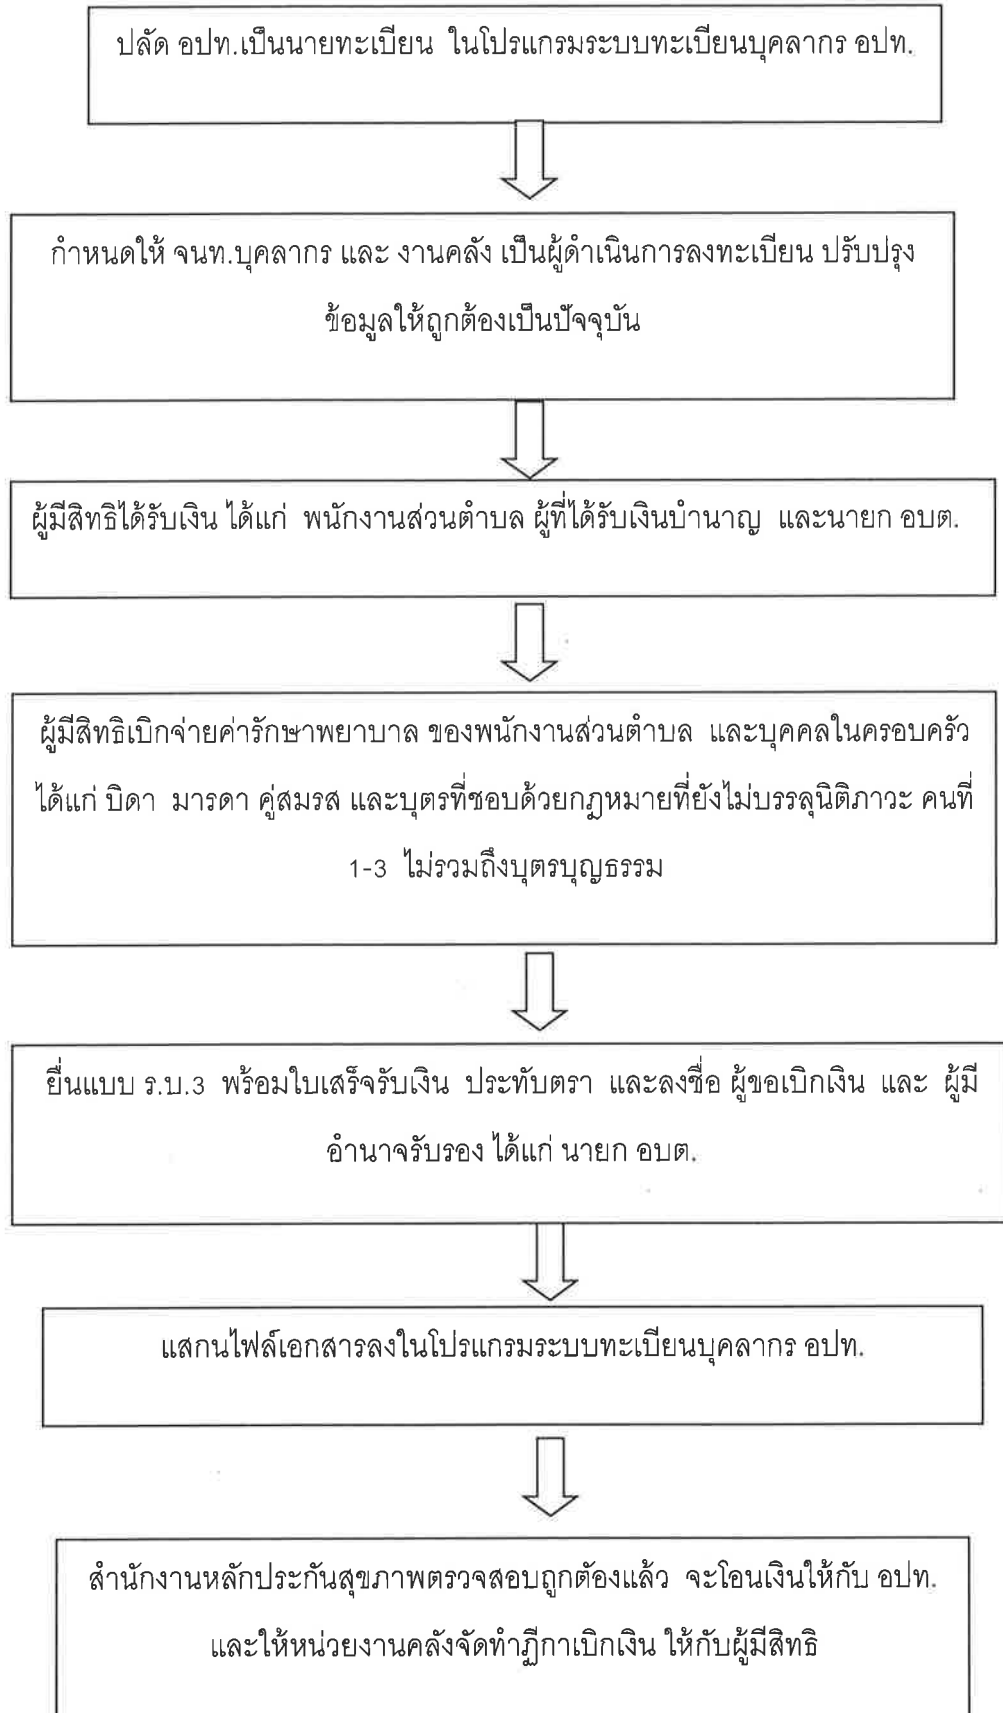 ปลัด อปท.เป็นนายทะเบียน ในโปรแกรมระบบทะเบียนบุคลากร อปท.
กำหนดให้ จนท.บุคลากร และ งานคลัง เป็นผู้ดำเนินการลงทะเบียน ปรับปรุง
ข้อมูลให้ถูกต้องเป็นปัจจุบัน
ผู้มีสิทธิได้รับเงิน ได้แก่ พนักงานส่วนตำบล ผู้ที่ได้รับเงินบำนาญ และนายก อบต.
ผู้มีสิทธิเบิกจ่ายค่ารักษาพยาบาล ของพนักงานส่วนตำบล และบุคคลในครอบครัว
ได้แก่ บิดา มารดา คู่สมรส และบุตรที่ชอบด้วยกฎหมายที่ยังไม่บรรลุนิติภาวะ คนที่
1-3 ไม่รวมถึงบุตรบุญธรรม
ยื่นแบบ ร.บ.3 พร้อมใบเสร็จรับเงิน ประทับตรา และลงชื่อ ผู้ขอเบิกเงิน และ ผู้มี
อำนาจรับรอง ได้แก่ นายก อบต.
แสกนไฟล์เอกสารลงในโปรแกรมระบบทะเบียนบุคลากร อปท.
สำนักงานหลักประกันสุขภาพตรวจสอบถูกต้องแล้ว จะโอนเงินให้กับ อปท.
และให้หน่วยงานคลังจัดทำฎีกาเบิกเงิน ให้กับผู้มีสิทธิ